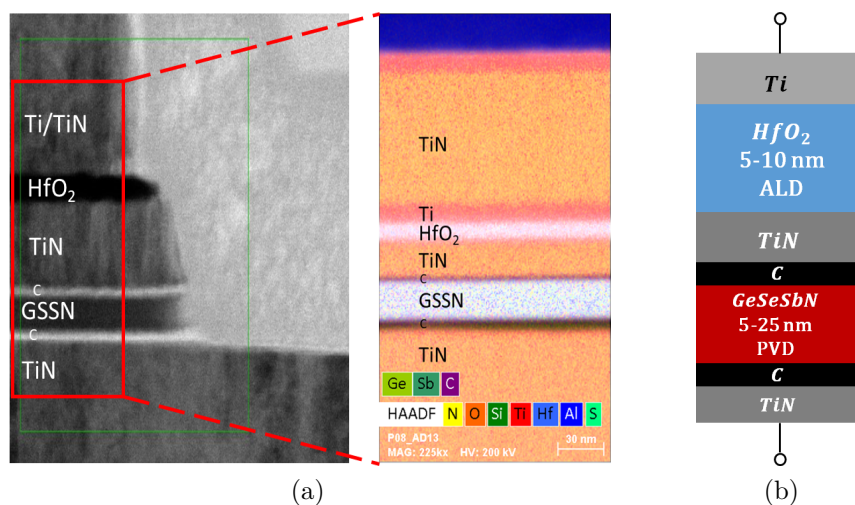 Ti/TiN
HfO₂
TiN
C
GSSN
C
TiN
TiN
Ti
HfO₂
TiN
C
GSSN
C
TiN
Ge Sb C
HAADF N O Si Ti Hf Al S
P08_AD13
MAG: 225kx HV: 200 kV
30 nm
Ti
HfO₂
5-10 nm
ALD
TiN
C
GeSeSbN
5-25 nm
PVD
C
TiN
(a)
(b)